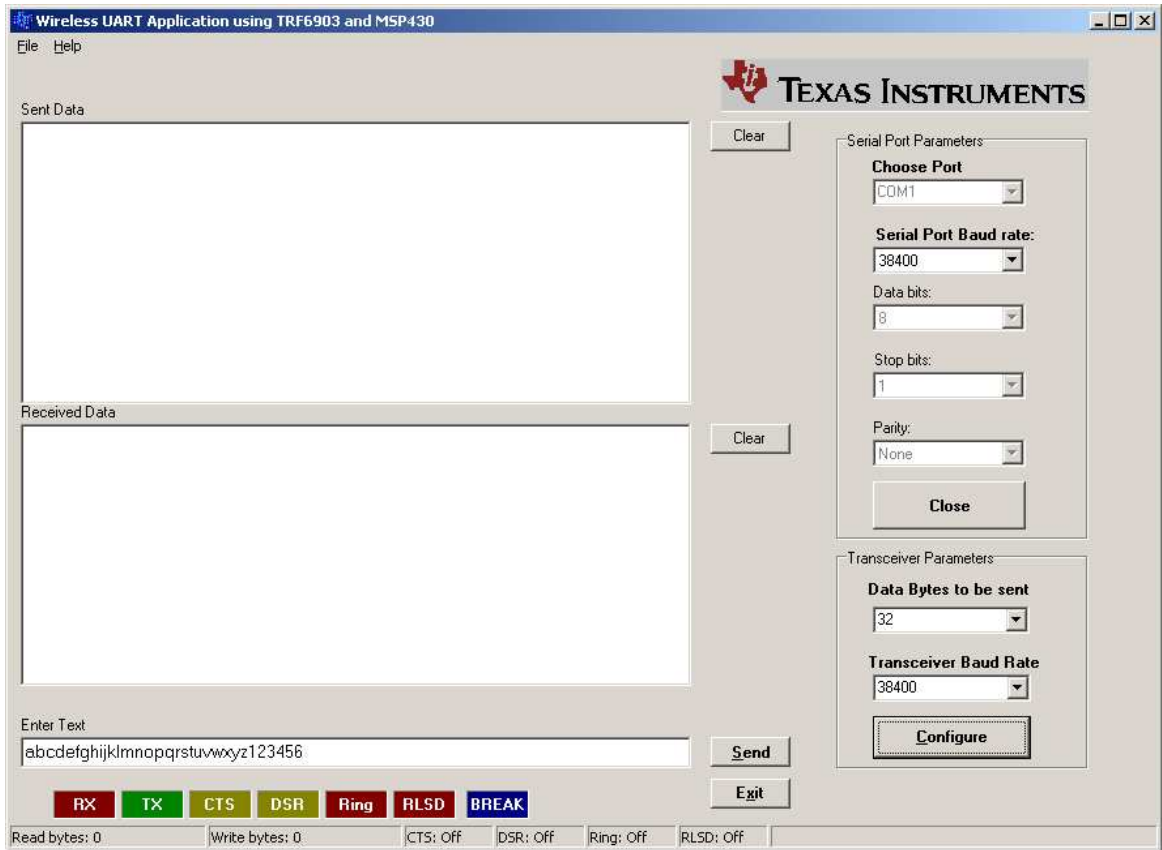 Wireless UART Application using TRF6903 and MSP430
File Help
TEXAS INSTRUMENTS
Sent Data
Clear
Serial Port Parameters
Choose Port
COM1
Serial Port Baud rate:
38400
Data bits:
8
Stop bits:
1
Received Data
Clear
Parity:
None
Close
Transceiver Parameters
Data Bytes to be sent
32
Transceiver Baud Rate
38400
Configure
Enter Text
abcdefghijklmnopqrstuvwxyz123456
Send
Exit
RX TX CTS DSR Ring RLSD BREAK
Read bytes: 0 Write bytes: 0 CTS: Off DSR: Off Ring: Off RLSD: Off